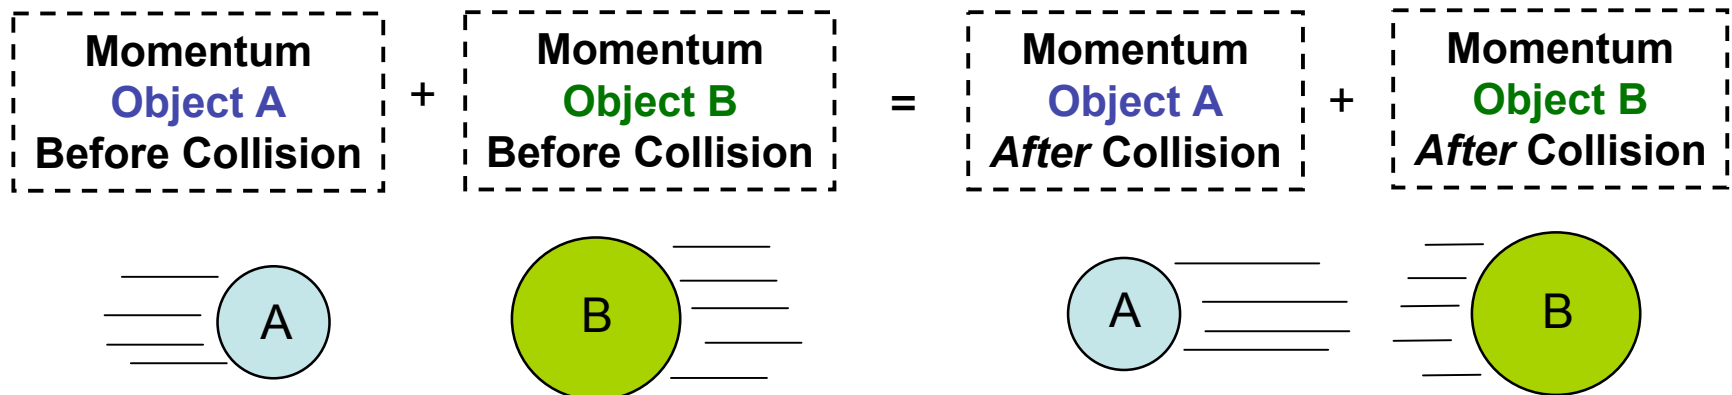 Momentum
Object A
Before Collision
+
Momentum
Object B
Before Collision
=
Momentum
Object A
After Collision
+
Momentum
Object B
After Collision
A
B
A
B